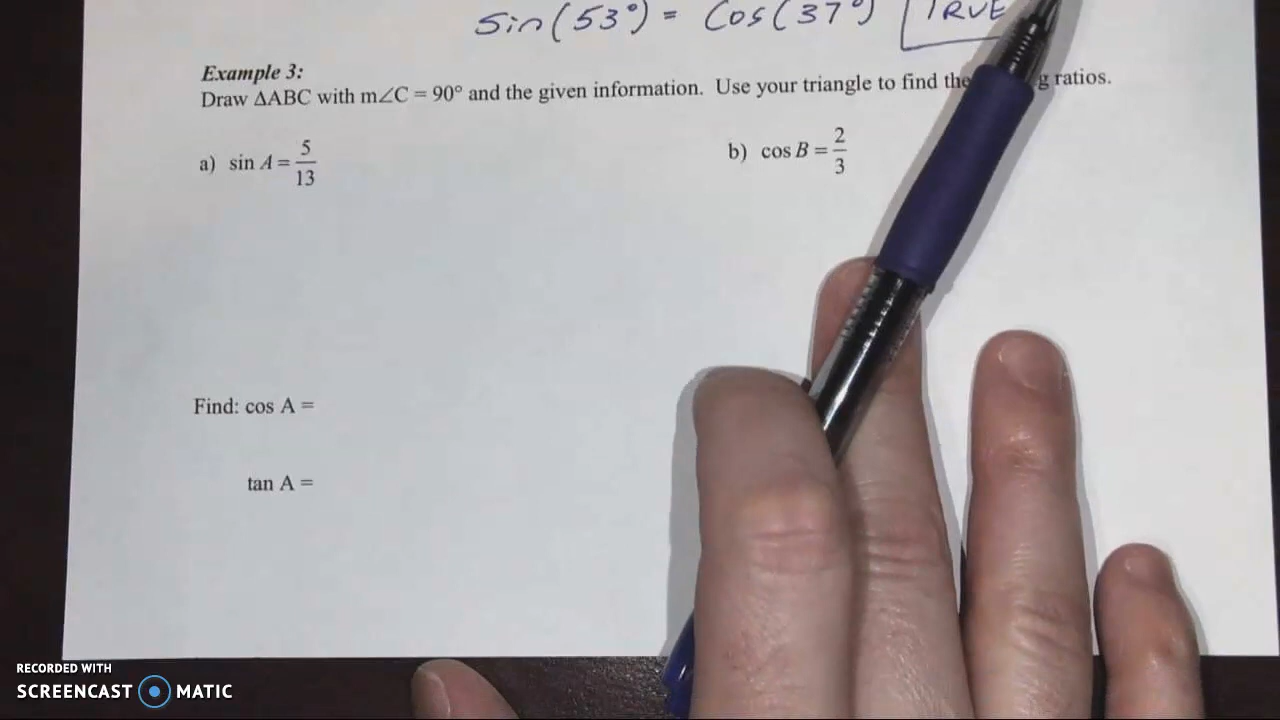 Sin(53°) = Cos(37°) TRUE
Example 3:
Draw ΔABC with m∠C = 90° and the given information. Use your triangle to find the g ratios.
a) sin A = 5/13
b) cos B = 2/3
Find: cos A =
tan A =
RECORDED WITH
SCREENCAST MATIC